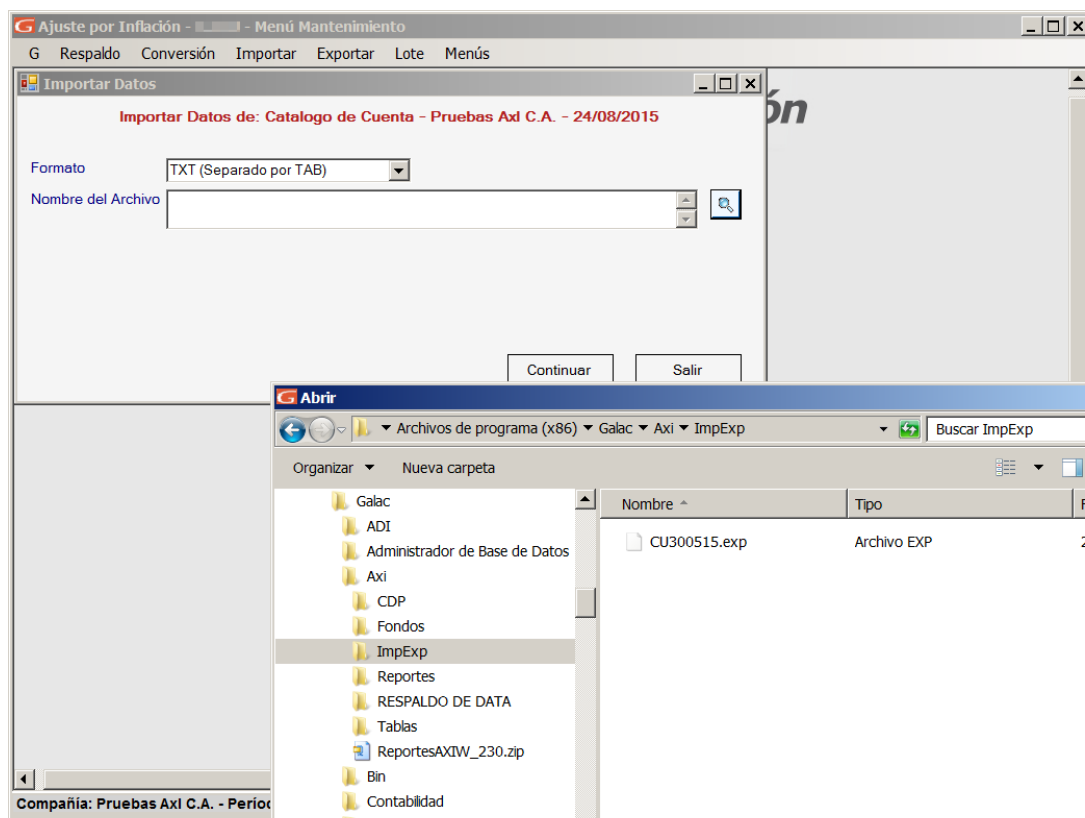 G Ajuste por Inflación - - Menú Mantenimiento
G Respaldo Conversión Importar Exportar Lote Menús
Importar Datos
ón
Importar Datos de: Catalogo de Cuenta - Pruebas AxI C.A. - 24/08/2015
Formato TXT (Separado por TAB)
Nombre del Archivo
Continuar Salir
G Abrir
Archivos de programa (x86) Galac Axi ImpExp Buscar ImpExp
Organizar Nueva carpeta
Galac
ADI
Administrador de Base de Datos
Axi
CDP
Fondos
ImpExp
Reportes
RESPALDO DE DATA
Tablas
ReportesAXIW_230.zip
Bin
Contabilidad
Nombre Tipo F
CU300515.exp Archivo EXP 2
Compañia: Pruebas AxI C.A. - Period